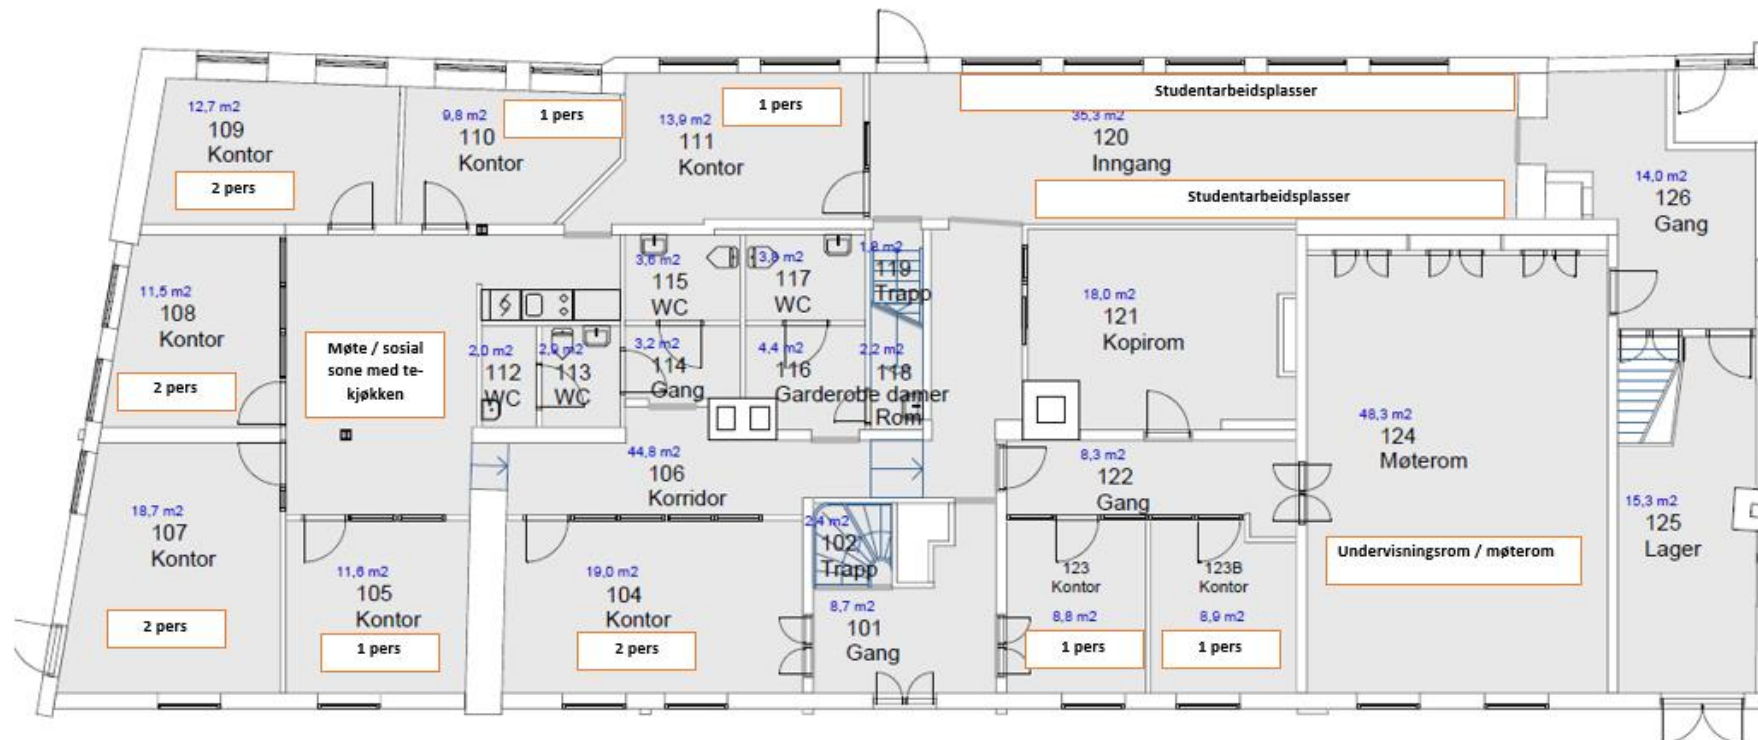 12,7 m2
109
Kontor
2 pers
9,8 m2
110
Kontor
1 pers
13,9 m2
111
Kontor
1 pers
Studentarbeidsplasser
35,3 m2
120
Inngang
Studentarbeidsplasser
14,0 m2
126
Gang
11,5 m2
108
Kontor
2 pers
Møte / sosial
sone med te-
kjøkken
2,0 m2
112
WC
2,9 m2
113
WC
3,6 m2
115
WC
3,2 m2
114
Gang
3,8 m2
117
WC
4,4 m2
116
Garderobe damer
1,8 m2
119
Trapp
2,2 m2
118
Rom
18,0 m2
121
Kopirom
48,3 m2
124
Møterom
Undervisningsrom / møterom
44,8 m2
106
Korridor
8,3 m2
122
Gang
18,7 m2
107
Kontor
2 pers
11,6 m2
105
Kontor
1 pers
19,0 m2
104
Kontor
2 pers
2,4 m2
102
Trapp
8,7 m2
101
Gang
123
Kontor
8,8 m2
1 pers
123B
Kontor
8,9 m2
1 pers
15,3 m2
125
Lager